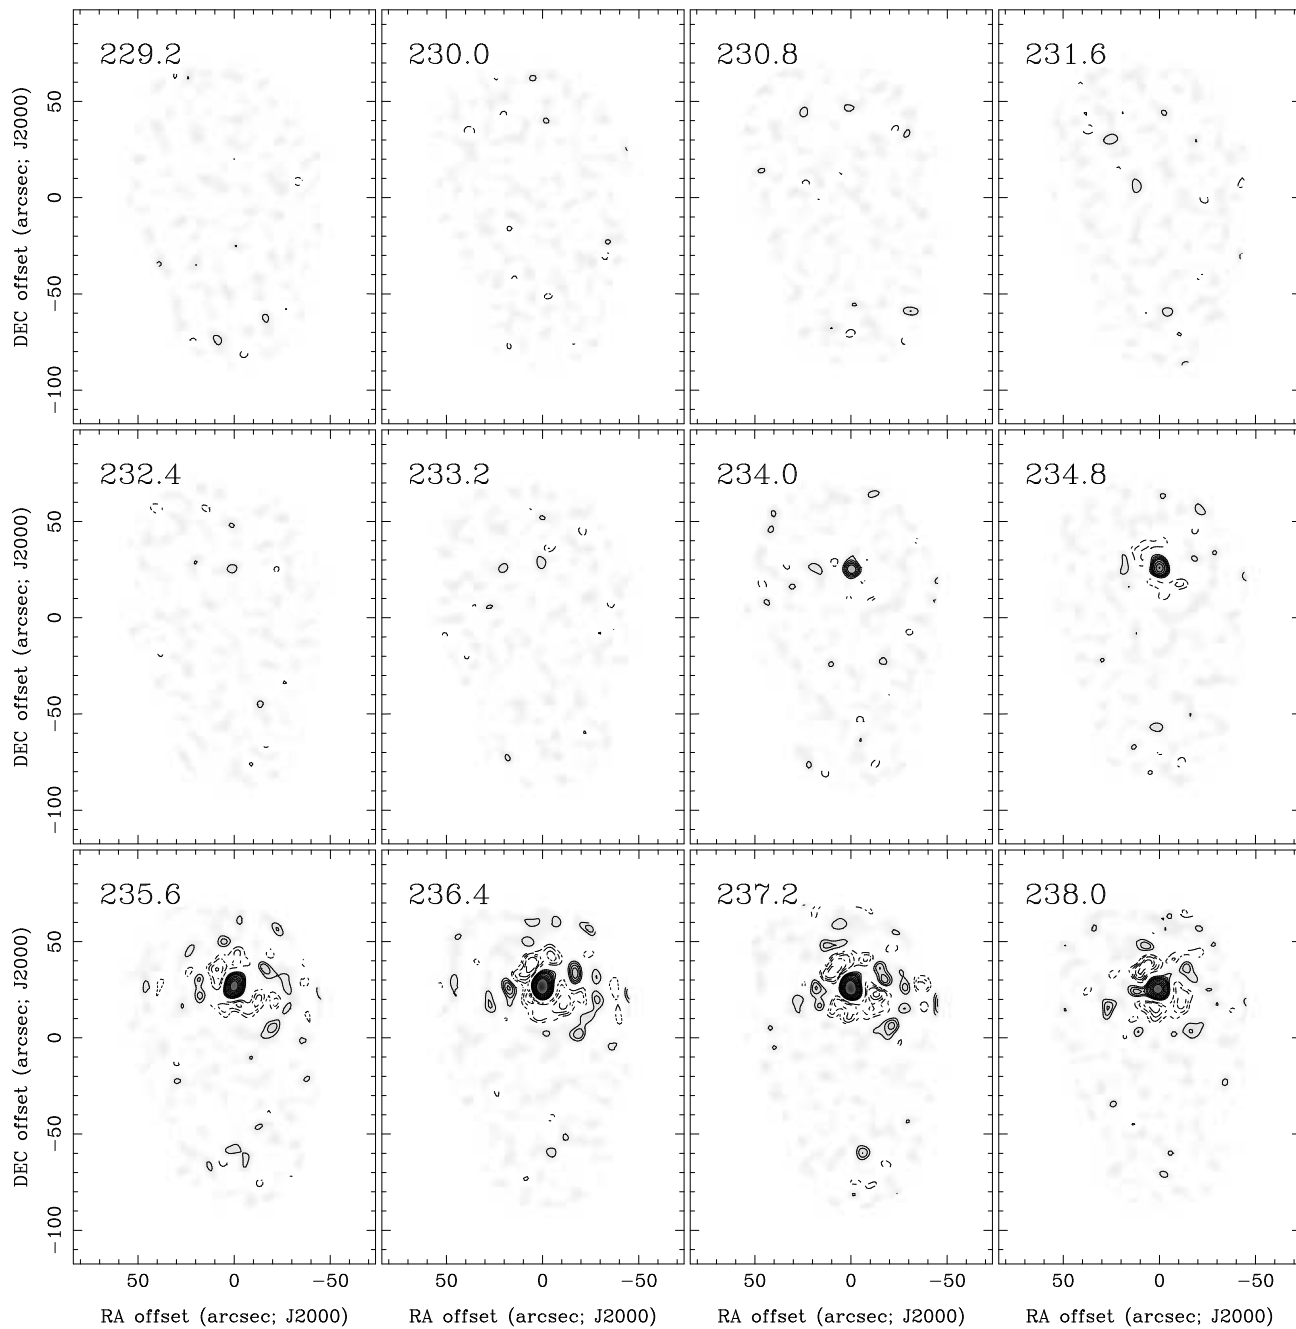 229.2 230.0 230.8 231.6
DEC offset (arcsec; J2000)
50
0
−50
−100
232.4 233.2 234.0 234.8
DEC offset (arcsec; J2000)
50
0
−50
−100
235.6 236.4 237.2 238.0
DEC offset (arcsec; J2000)
50
0
−50
−100
50 0 −50 50 0 −50 50 0 −50 50 0 −50
RA offset (arcsec; J2000) RA offset (arcsec; J2000) RA offset (arcsec; J2000) RA offset (arcsec; J2000)